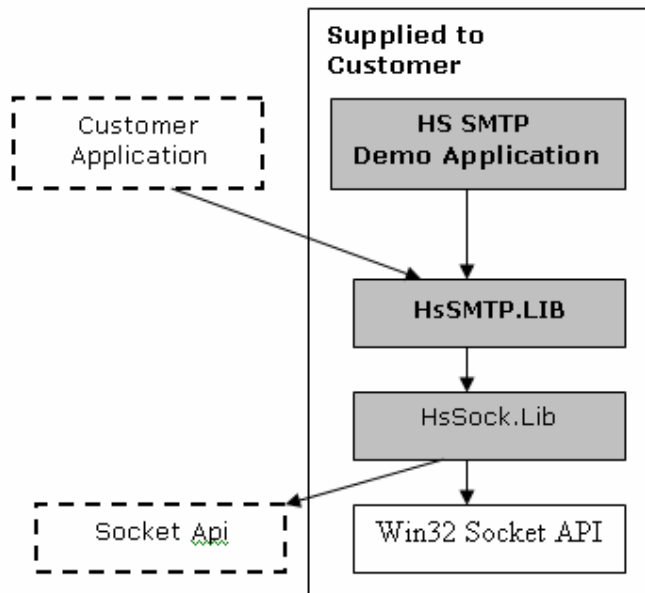 Supplied to
Customer
Customer
Application
HS SMTP
Demo Application
HsSMTP.LIB
HsSock.Lib
Socket Api
Win32 Socket API